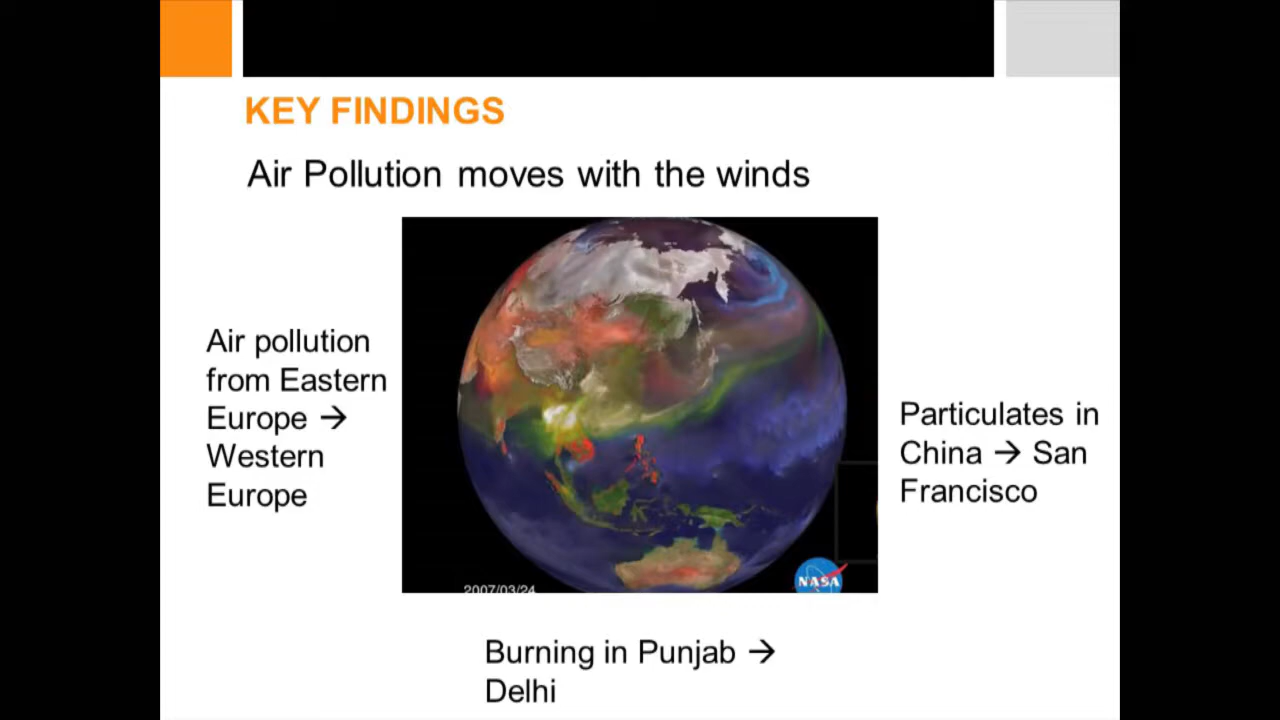 KEY FINDINGS
Air Pollution moves with the winds
Air pollution
from Eastern
Europe →
Western
Europe
Particulates in
China → San
Francisco
NASA
2007/03/24
Burning in Punjab →
Delhi